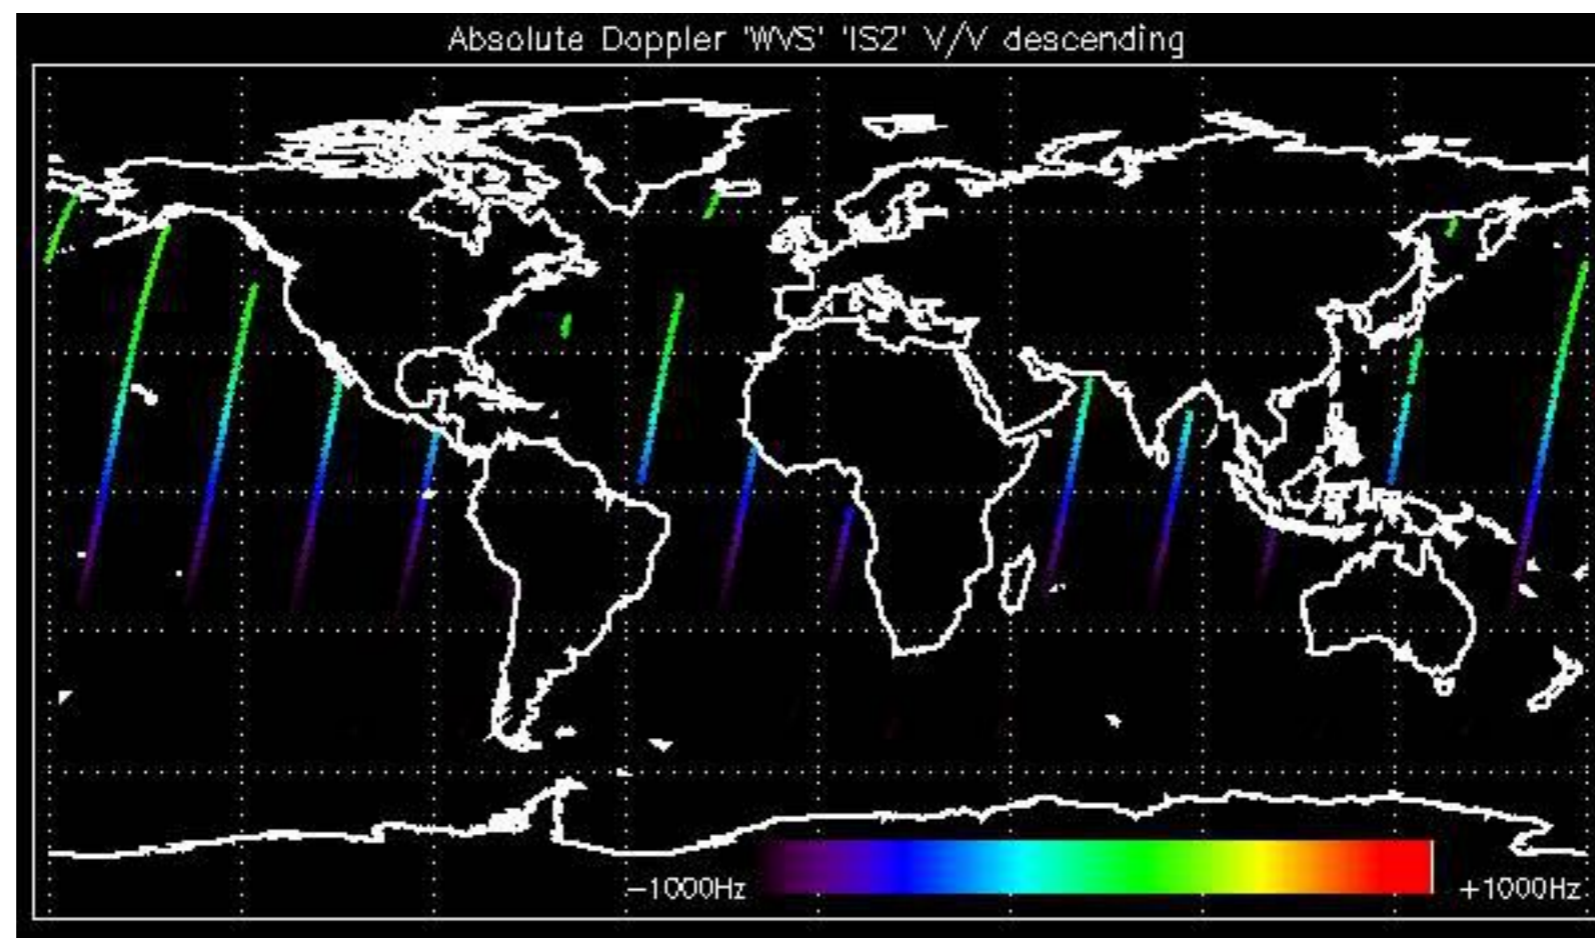 Absolute Doppler 'WVS' 'IS2' V/V descending
−1000Hz
+1000Hz